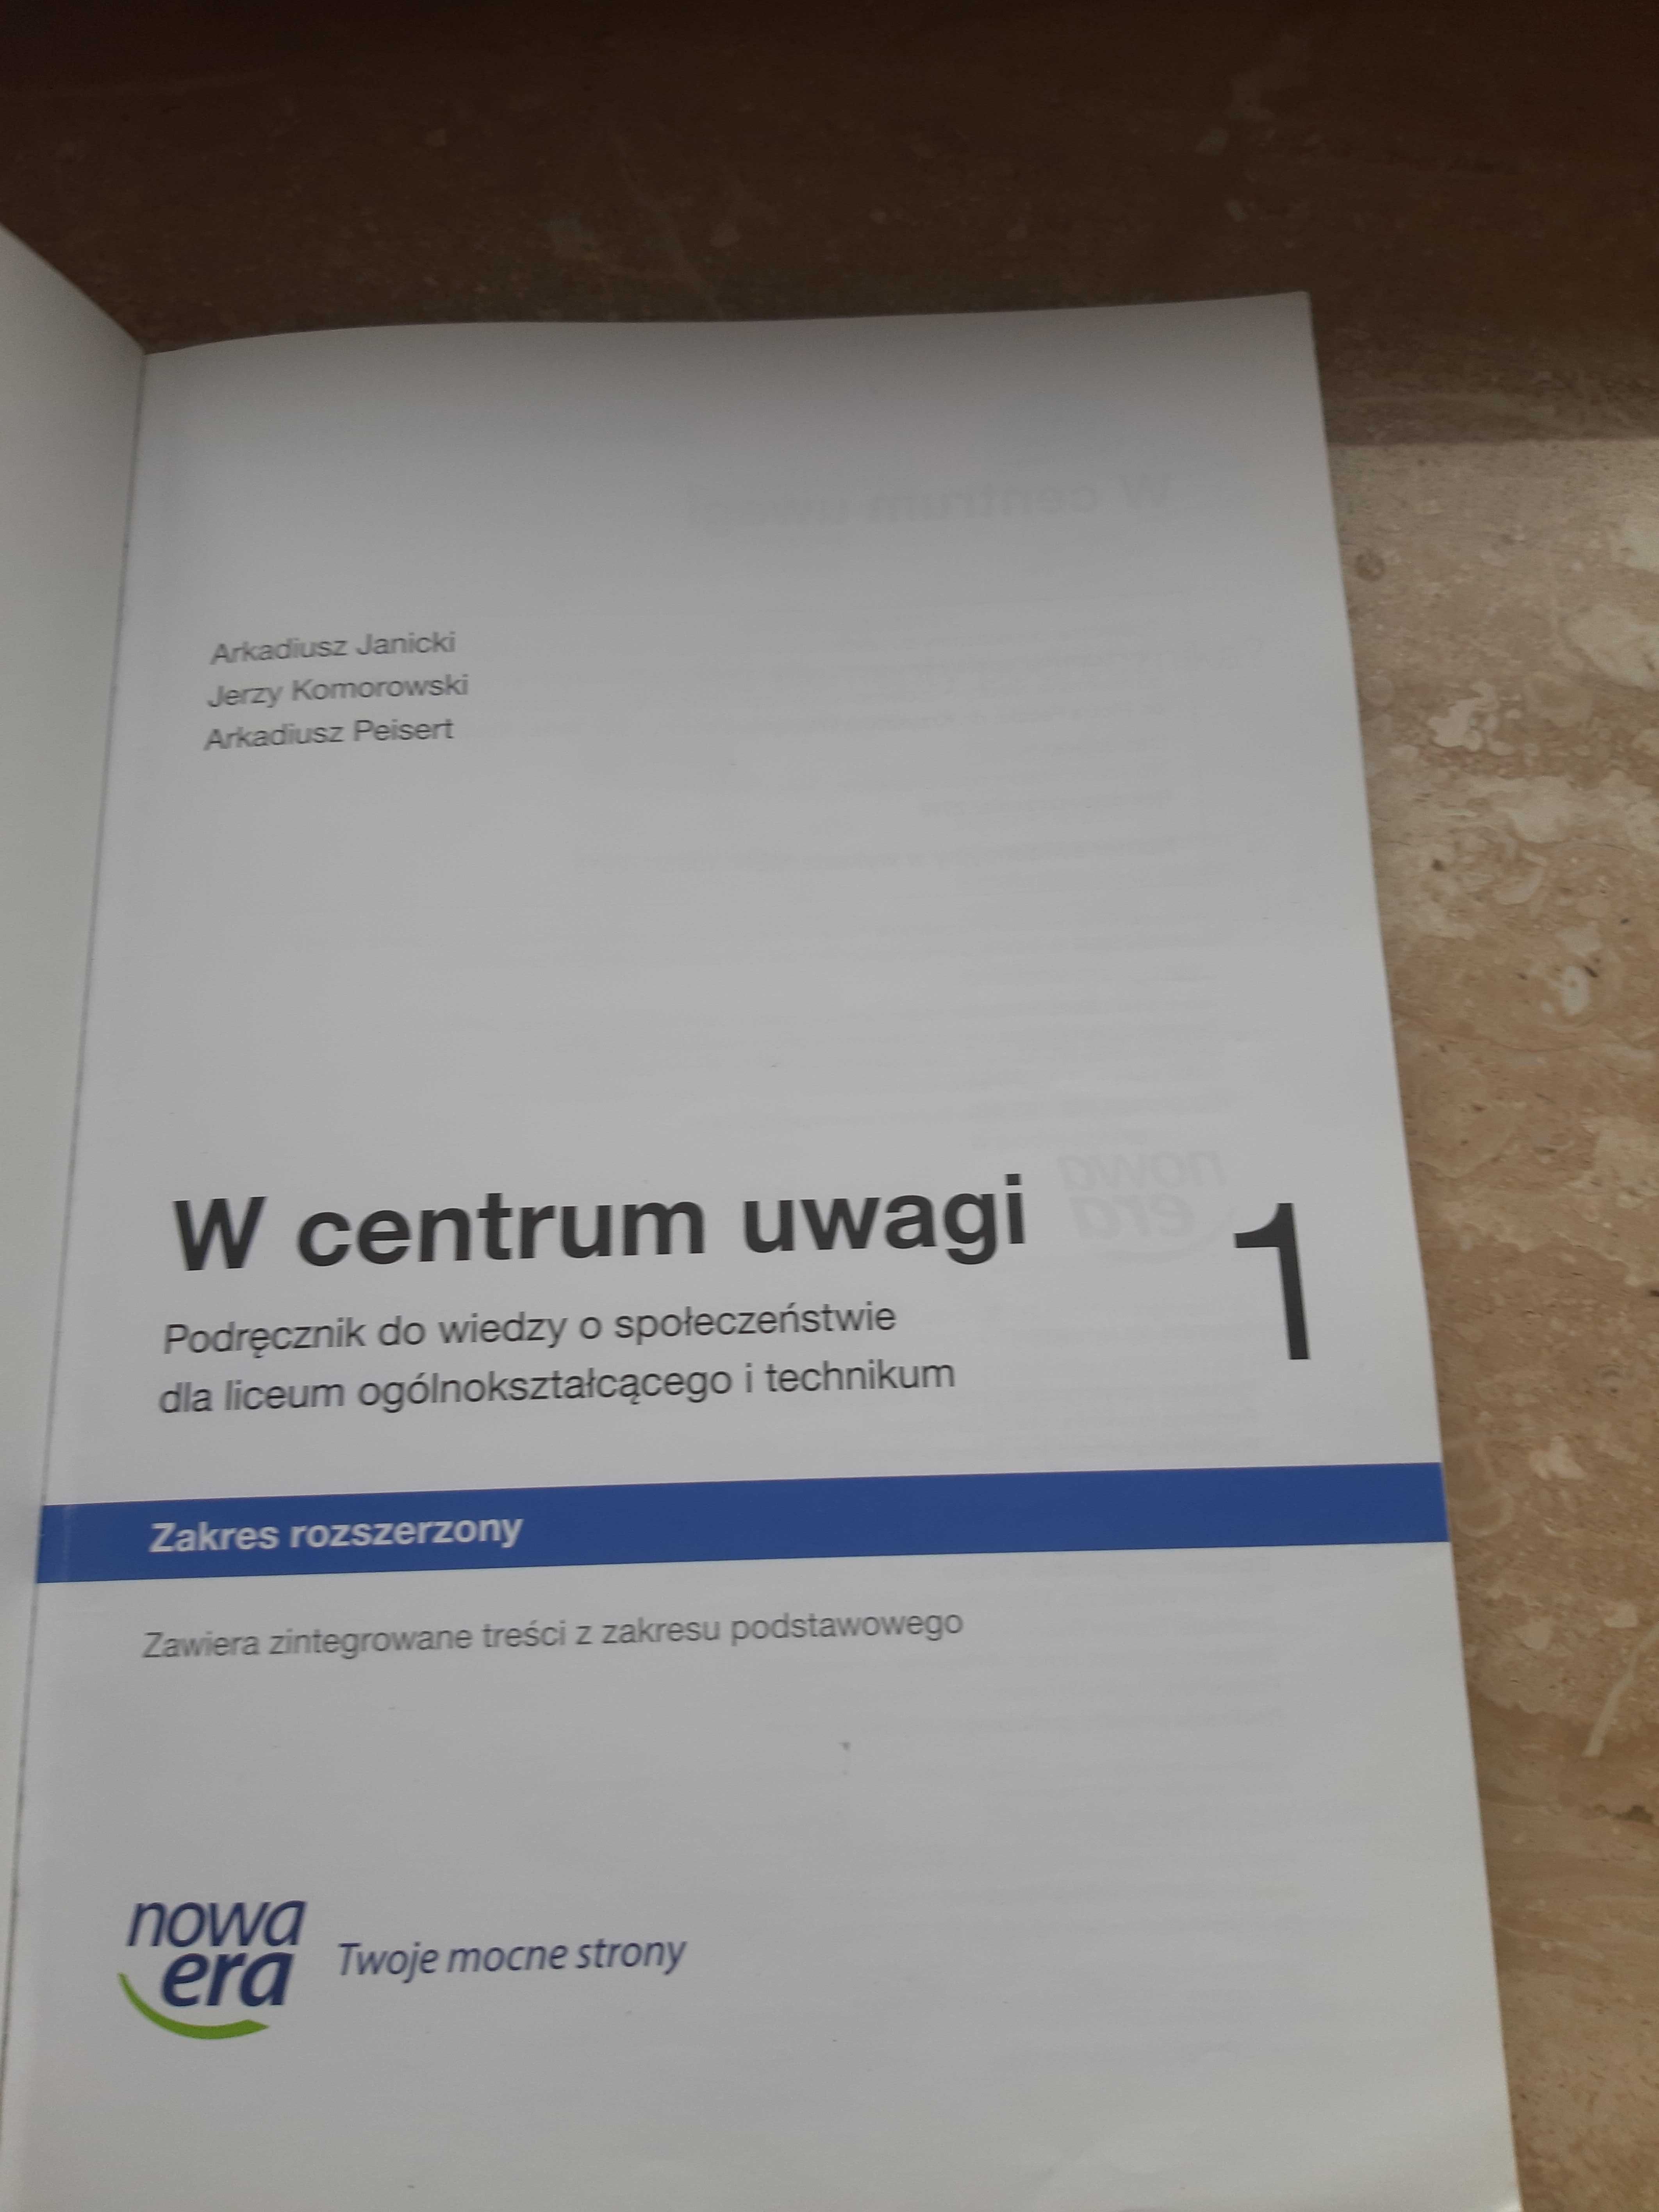 Arkadiusz Janicki
Jerzy Komorowski
Arkadiusz Peisert
W centrum uwagi 1
Podręcznik do wiedzy o społeczeństwie
dla liceum ogólnokształcącego i technikum
Zakres rozszerzony
Zawiera zintegrowane treści z zakresu podstawowego
nowa
era
Twoje mocne strony